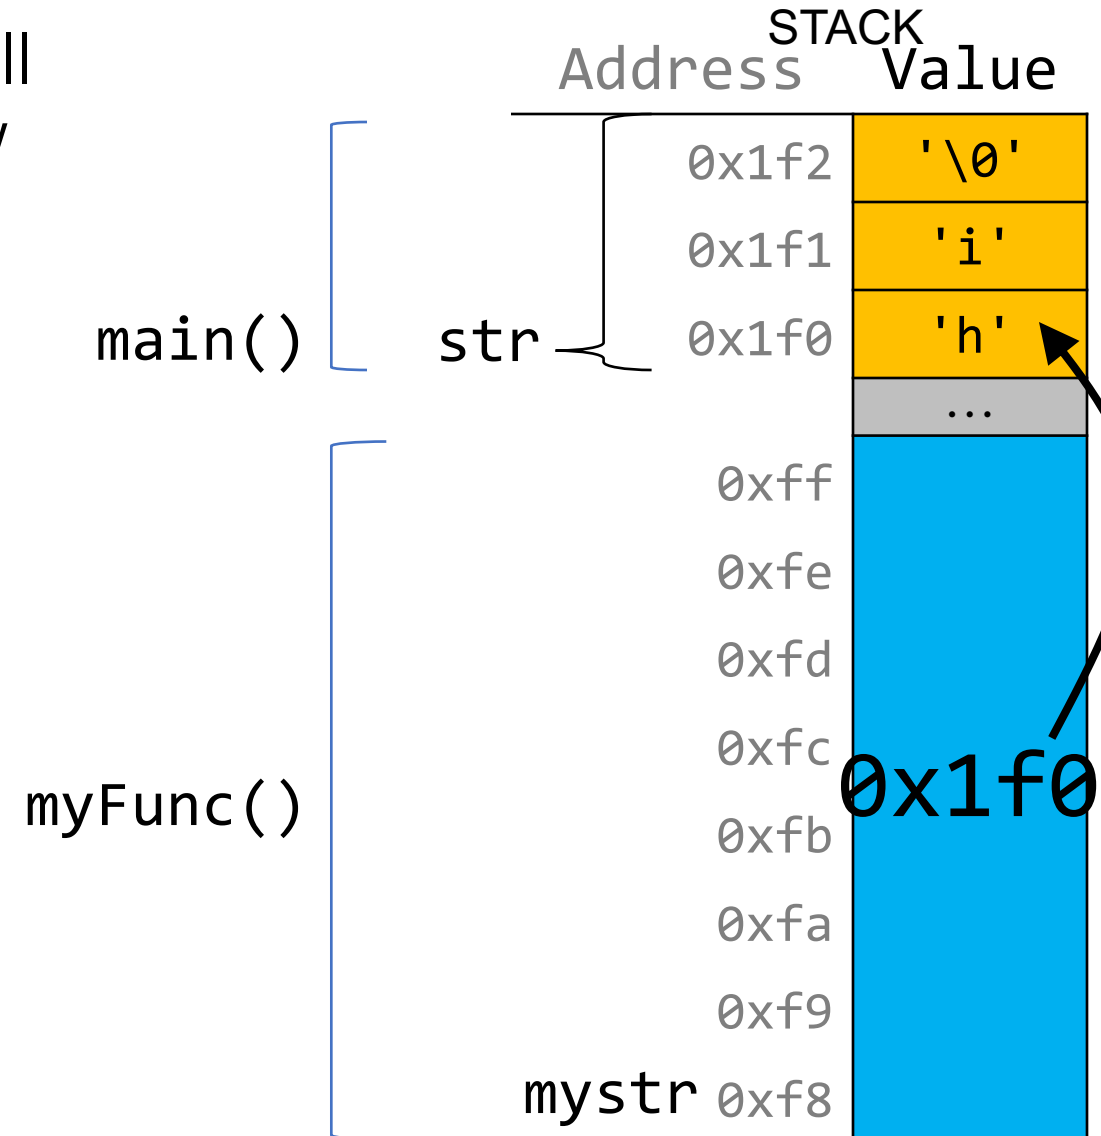 ll
y
STACK
Address Value
0x1f2 '\0'
0x1f1 'i'
main() str 0x1f0 'h'
...
0xff
0xfe
0xfd
0xfc
myFunc() 0x1f0
0xfb
0xfa
0xf9
mystr 0xf8